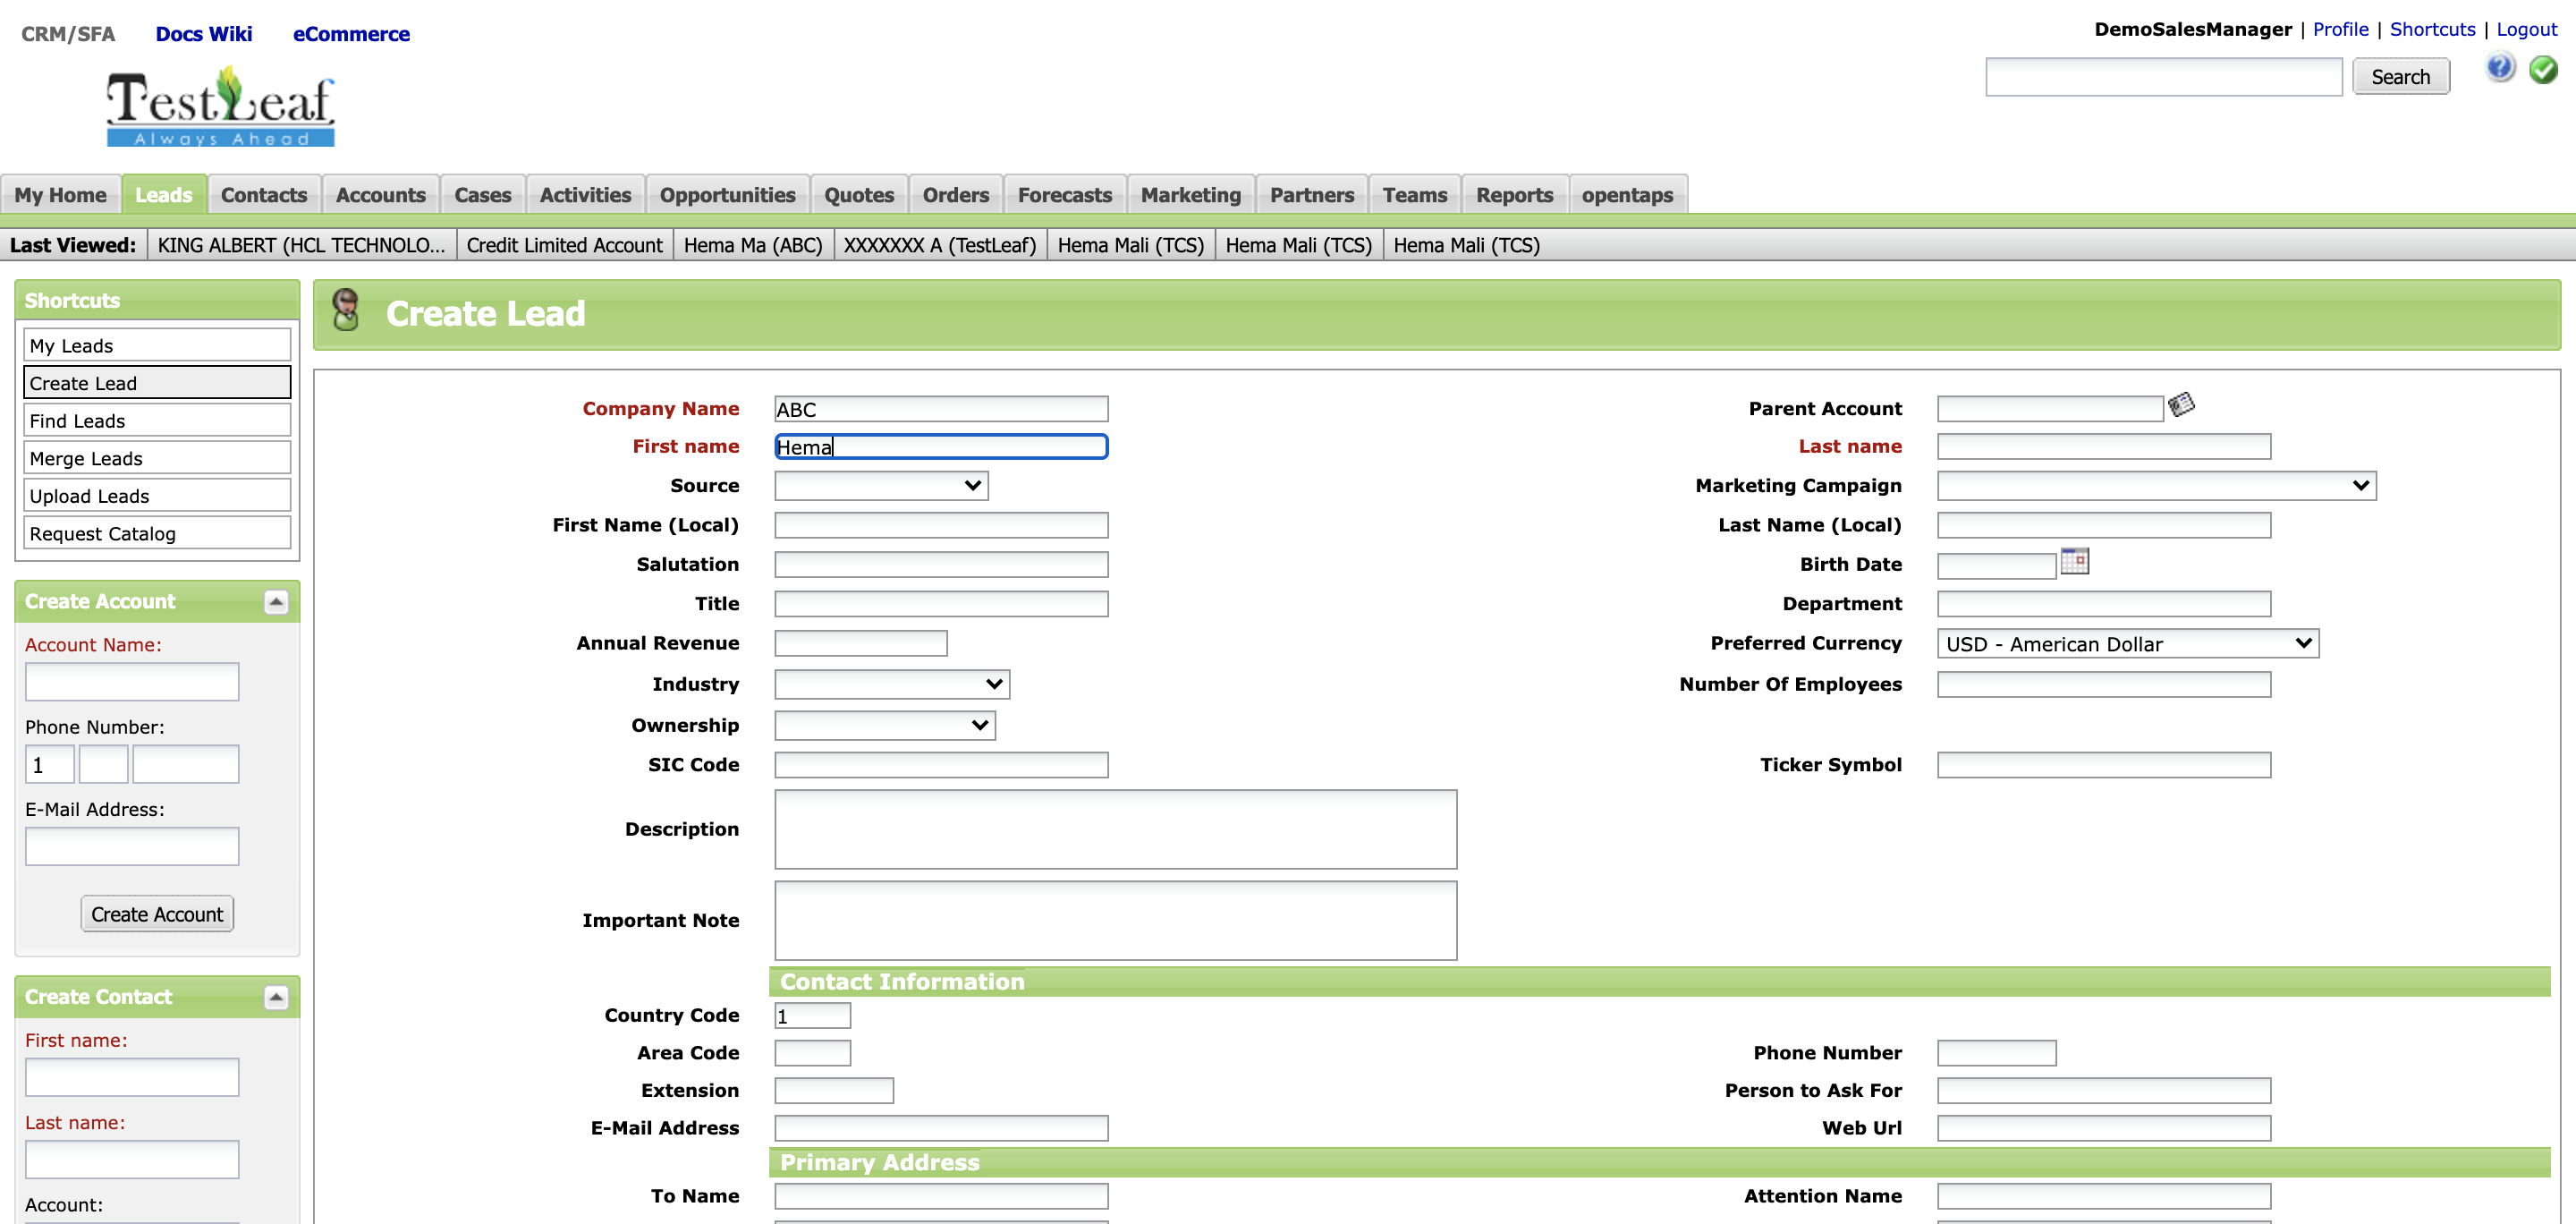 CRM/SFA Docs Wiki eCommerce
DemoSalesManager | Profile | Shortcuts | Logout
TestLeaf
Always Ahead
Search
My Home Leads Contacts Accounts Cases Activities Opportunities Quotes Orders Forecasts Marketing Partners Teams Reports opentaps
Last Viewed: KING ALBERT (HCL TECHNOLO... Credit Limited Account Hema Ma (ABC) XXXXXXX A (TestLeaf) Hema Mali (TCS) Hema Mali (TCS) Hema Mali (TCS)
Shortcuts
My Leads
Create Lead
Find Leads
Merge Leads
Upload Leads
Request Catalog
Create Account
Account Name:
Phone Number:
1
E-Mail Address:
Create Account
Create Contact
First name:
Last name:
Account:
Create Lead
Company Name ABC Parent Account
First name Hema Last name
Source Marketing Campaign
First Name (Local) Last Name (Local)
Salutation Birth Date
Title Department
Annual Revenue Preferred Currency USD - American Dollar
Industry Number Of Employees
Ownership
SIC Code Ticker Symbol
Description
Important Note
Contact Information
Country Code 1
Area Code Phone Number
Extension Person to Ask For
E-Mail Address Web Url
Primary Address
To Name Attention Name